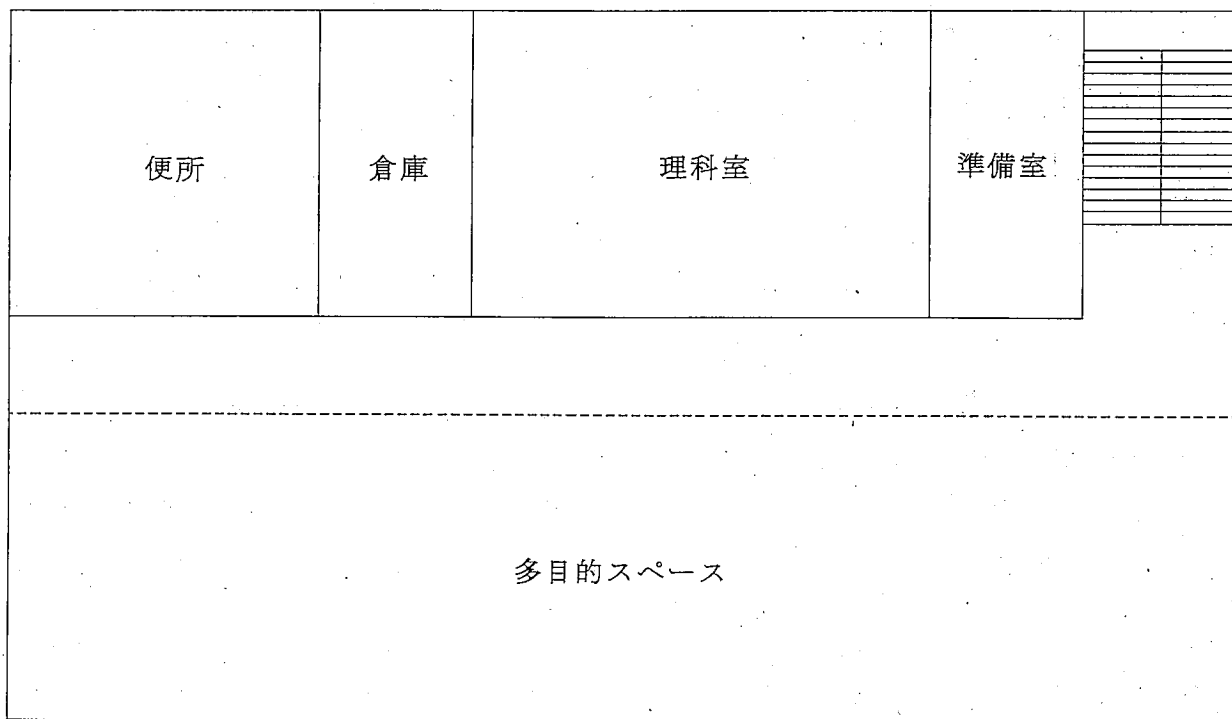 便所
倉庫
理科室
準備室
多目的スペース